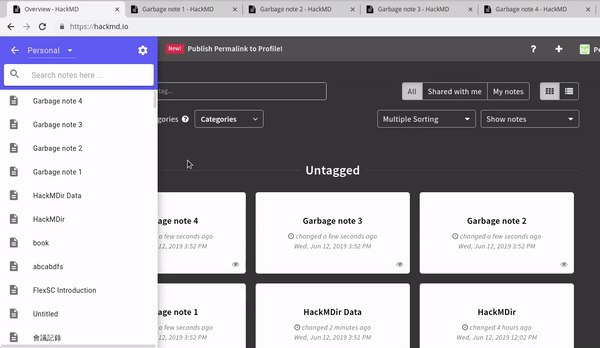 Overview - HackMD
Garbage note 1 - HackMD
Garbage note 2 - HackMD
Garbage note 3 - HackMD
Garbage note 4 - HackMD
https://hackmd.io
Personal
New!
Publish Permalink to Profile!
?
Pe
Search notes here ...
tag...
All
Shared with me
My notes
egories
Categories
Multiple Sorting
Show notes
Garbage note 4
Garbage note 3
Garbage note 2
Garbage note 1
HackMDir Data
HackMDir
book
abcabdfs
FlexSC Introduction
Untitled
會議記錄
Untagged
age note 4
a few seconds ago
Wed, Jun 12, 2019 3:52 PM
Garbage note 3
changed a few seconds ago
Wed, Jun 12, 2019 3:52 PM
Garbage note 2
changed a few seconds ago
Wed, Jun 12, 2019 3:52 PM
age note 1
a few seconds ago
Wed, Jun 12, 2019 3:52 PM
HackMDir Data
changed 2 minutes ago
Wed, Jun 12, 2019 3:51 PM
HackMDir
changed 4 hours ago
Wed, Jun 12, 2019 12:02 PM